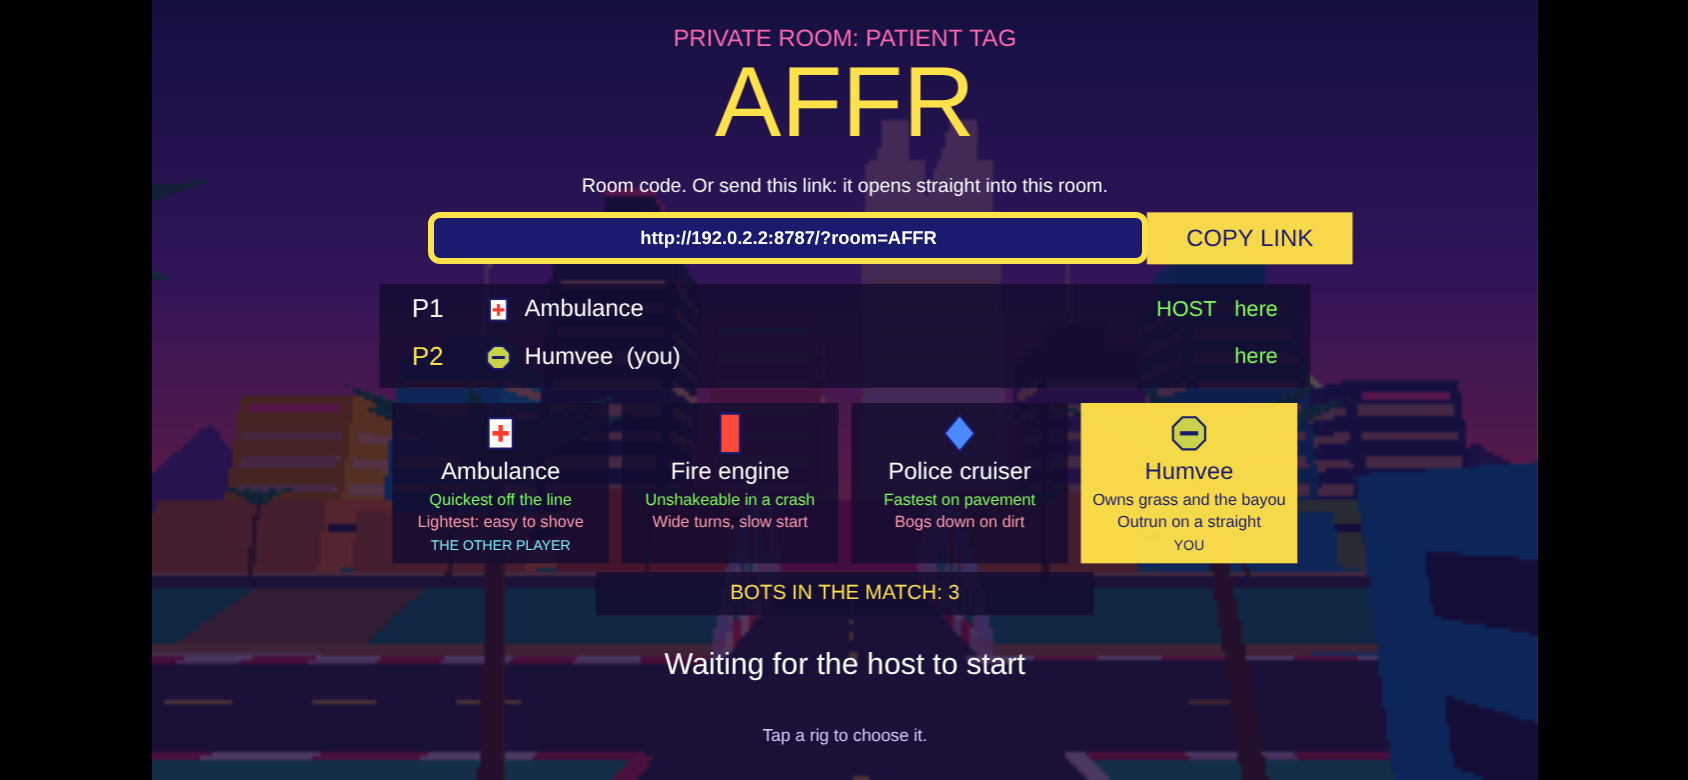 PRIVATE ROOM: PATIENT TAG
AFFR
Room code. Or send this link: it opens straight into this room.
http://192.0.2.2:8787/?room=AFFR COPY LINK
P1 Ambulance HOST here
P2 Humvee (you) here
Ambulance
Quickest off the line
Lightest: easy to shove
THE OTHER PLAYER
Fire engine
Unshakeable in a crash
Wide turns, slow start
Police cruiser
Fastest on pavement
Bogs down on dirt
Humvee
Owns grass and the bayou
Outrun on a straight
YOU
BOTS IN THE MATCH: 3
Waiting for the host to start
Tap a rig to choose it.